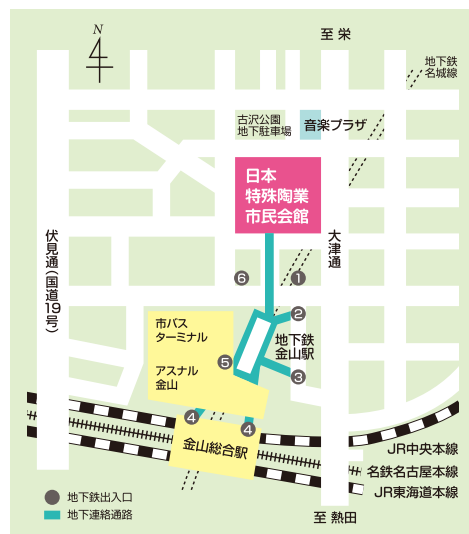 N
至 栄
地下鉄
名城線
古沢公園
地下駐車場
音楽プラザ
日本
特殊陶業
市民会館
伏見通(国道19号)
大津通
6
1
2
市バス
ターミナル
地下鉄
金山駅
5
アスナル
金山
3
4
4
金山総合駅
JR中央本線
名鉄名古屋本線
JR東海道本線
地下鉄出入口
地下連絡通路
至 熱田